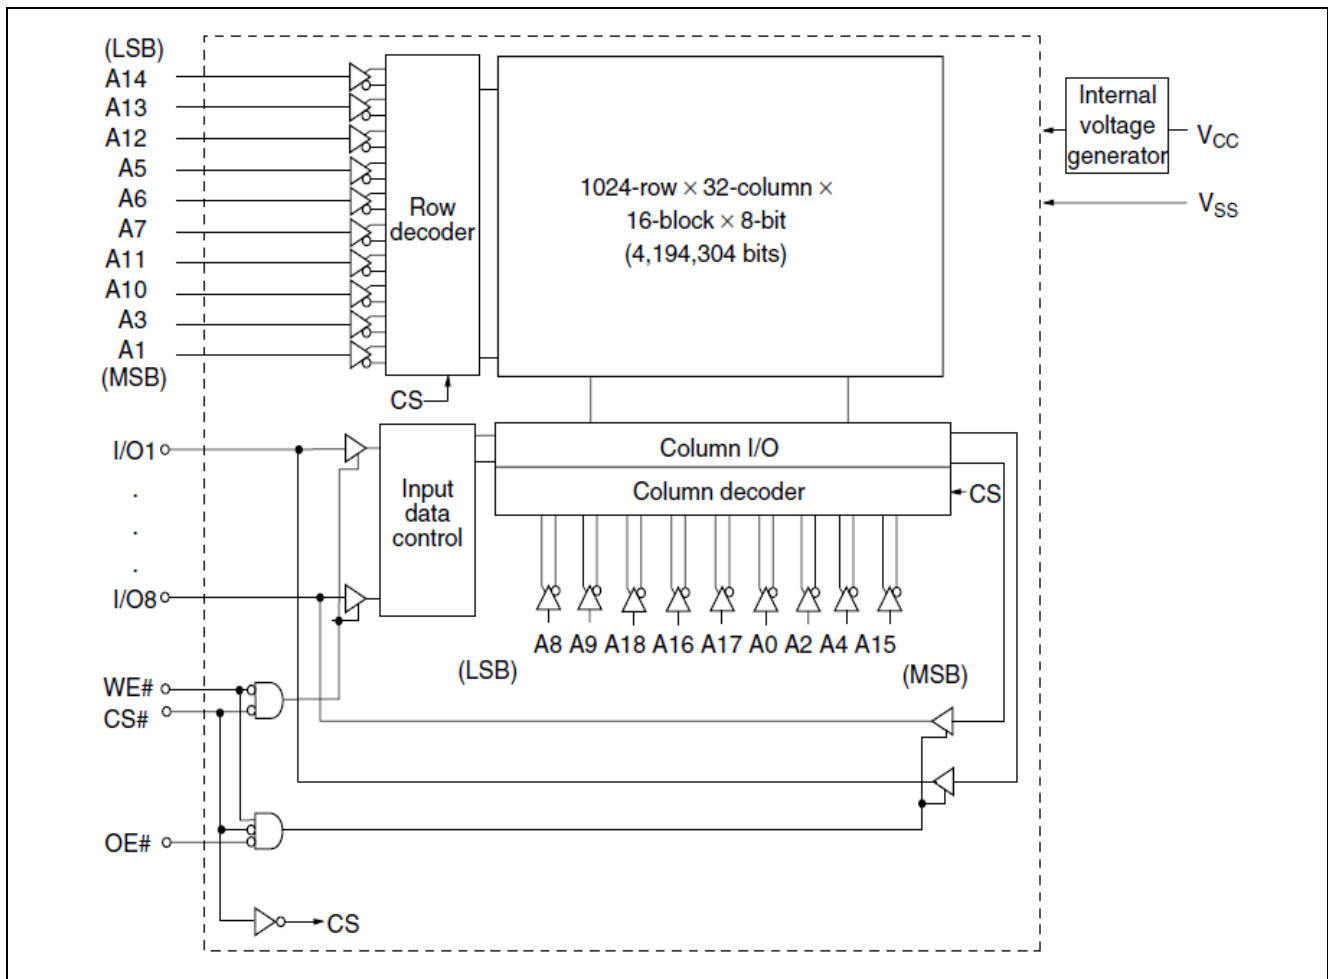 (LSB)
A14
A13
A12
A5
A6
A7
A11
A10
A3
A1
(MSB)
Row
decoder
CS
1024-row × 32-column ×
16-block × 8-bit
(4,194,304 bits)
Internal
voltage
generator
VCC
VSS
I/O1
.
.
.
I/O8
Input
data
control
Column I/O
Column decoder
CS
A8 A9 A18 A16 A17 A0 A2 A4 A15
(LSB)
(MSB)
WE#
CS#
OE#
CS